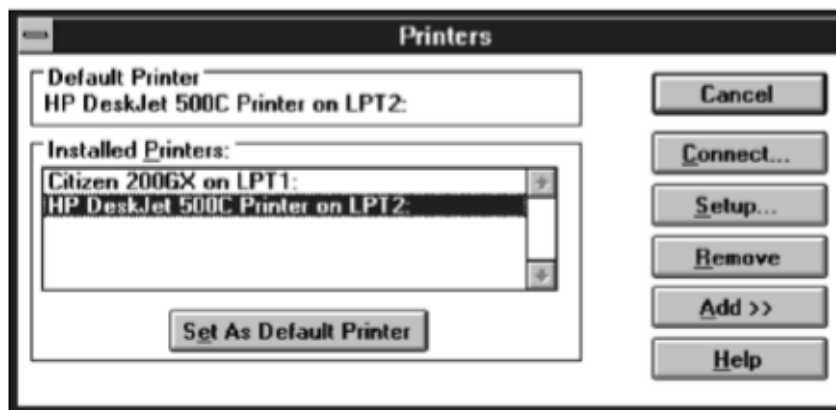 Printers
Default Printer
HP DeskJet 500C Printer on LPT2:
Installed Printers:
Citizen 200GX on LPT1:
HP DeskJet 500C Printer on LPT2:
Set As Default Printer
Cancel
Connect...
Setup...
Remove
Add >>
Help